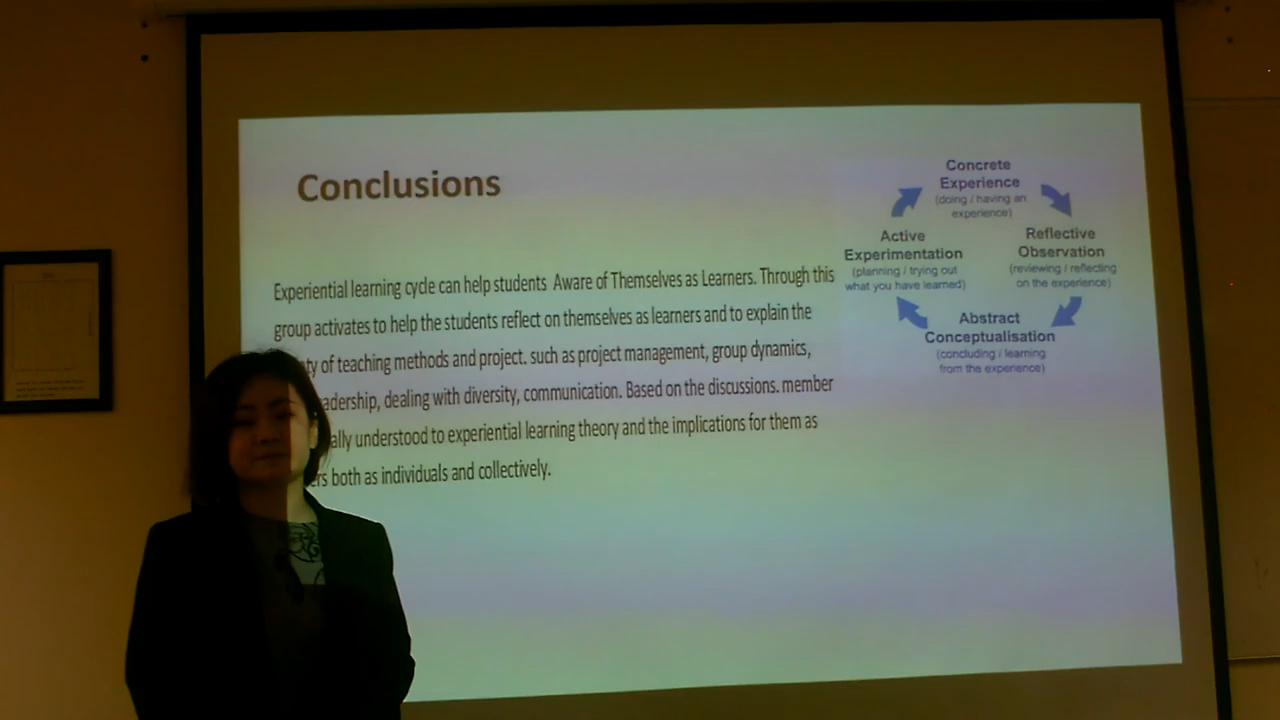 Conclusions
Experiential learning cycle can help students Aware of Themselves as Learners. Through this
group activates to help the students reflect on themselves as learners and to explain the
of teaching methods and project. such as project management, group dynamics,
dealing with diversity, communication. Based on the discussions. member
understood to experiential learning theory and the implications for them as
both as individuals and collectively.
Concrete
Experience
(doing / having an
experience)
Reflective
Observation
(reviewing / reflecting
on the experience)
Abstract
Conceptualisation
(concluding / learning
from the experience)
Active
Experimentation
(planning / trying out
what you have learned)